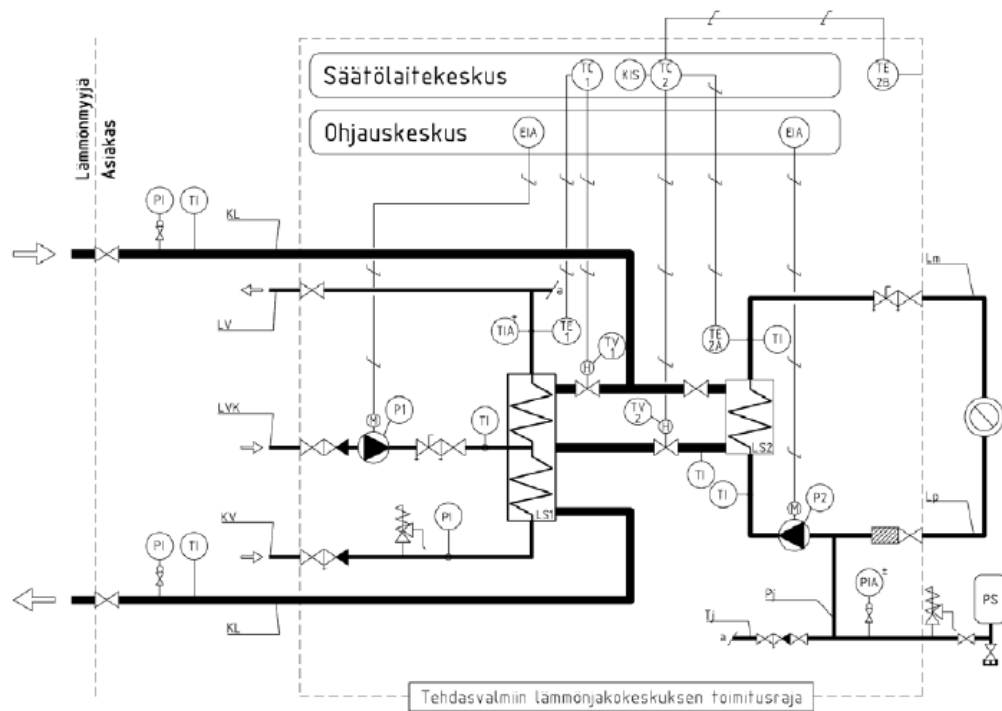 Lämmönmyyjä
Asiakas
Säätölaitekeskus
TC
1
KIS
TC
2
TE
2B
Ohjauskeskus
EIA
EIA
PI
TI
KL
LV
TIA
+
TE
1
a
TV
1
TE
2A
TI
Lm
LVK
M
P1
TI
H
TV
2
H
LS2
TI
TI
LS1
KV
PI
M
P2
Lp
PI
TI
KL
Pj
PIA
±
PS
Tj
a
Tehdasvalmiin lämmönjakokeskuksen toimitusraja